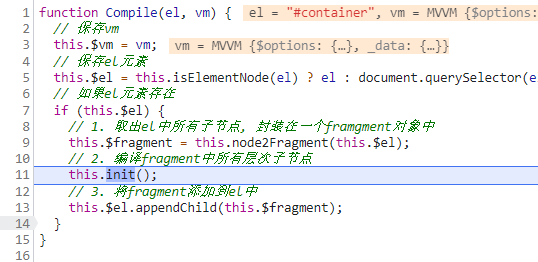 1 function Compile(el, vm) { el = "#container", vm = MVVM {$options:
2 // 保存vm
3 this.$vm = vm; vm = MVVM {$options: {…}, _data: {…}}
4 // 保存el元素
5 this.$el = this.isElementNode(el) ? el : document.querySelector(e
6 // 如果el元素存在
7 if (this.$el) {
8 // 1. 取出el中所有子节点, 封装在一个framgment对象中
9 this.$fragment = this.node2Fragment(this.$el);
10 // 2. 编译fragment中所有层次子节点
11 this.init();
12 // 3. 将fragment添加到el中
13 this.$el.appendChild(this.$fragment);
14 }
15 }
16